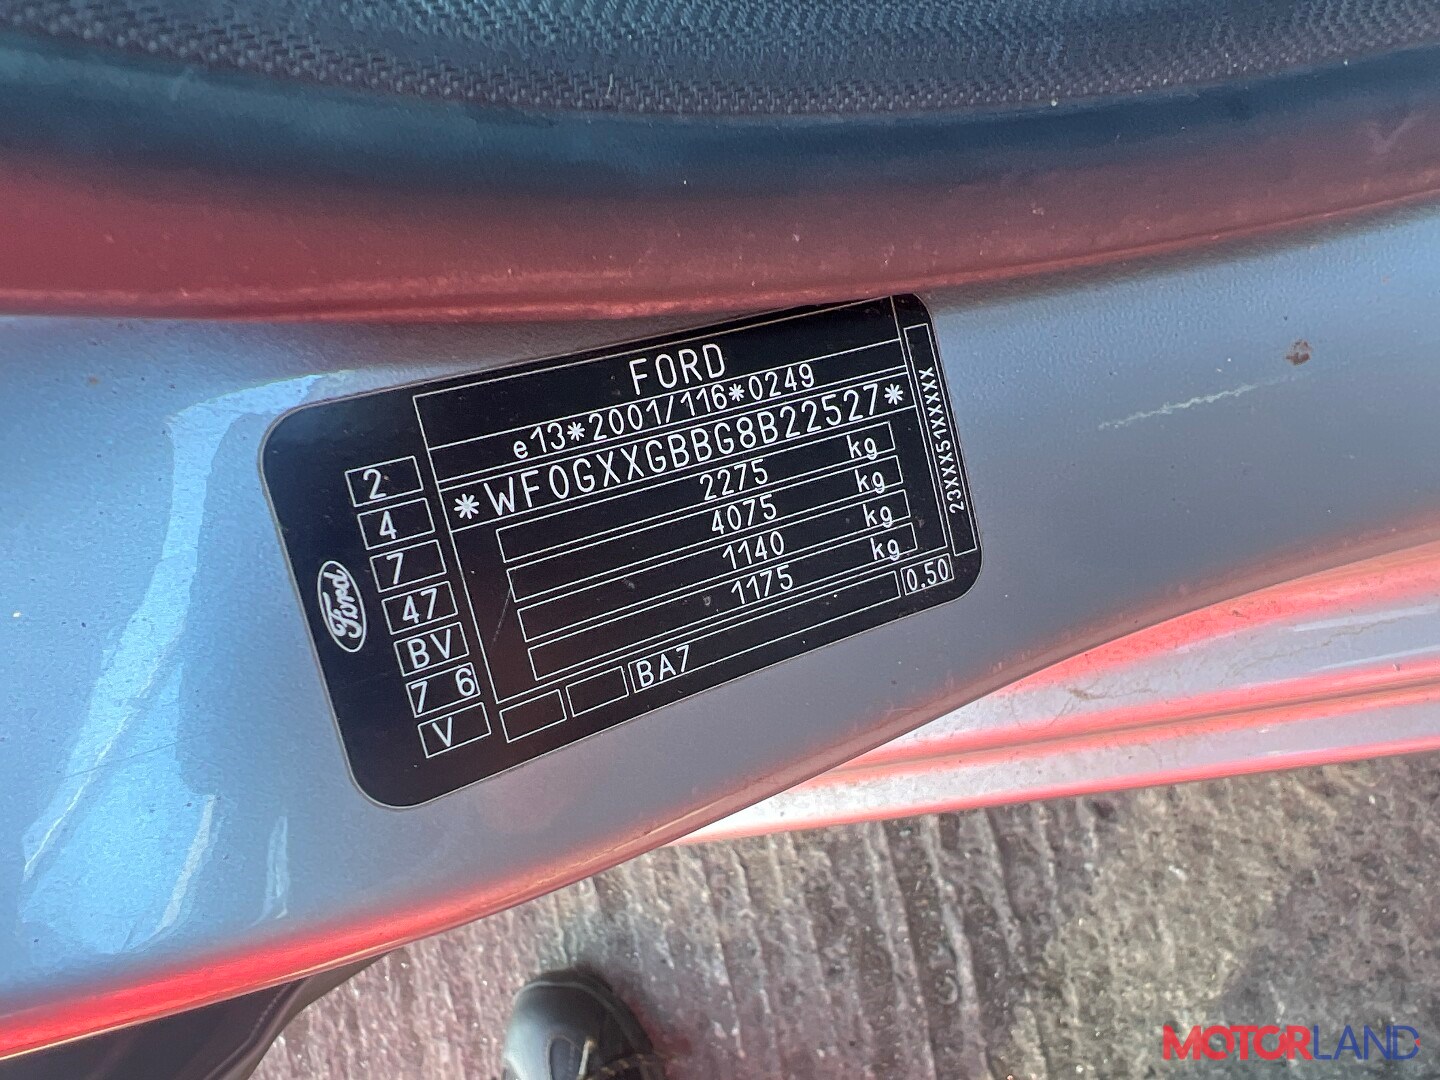 FORD
e13*2001/116*0249
*WF0GXXGBBG8B22527*
2275 kg
4075 kg
1140 kg
1175 kg
0.50
BA7
23XXXS1XXXXX
2
4
7
47
BV
7 6
V
Ford
MOTORLAND